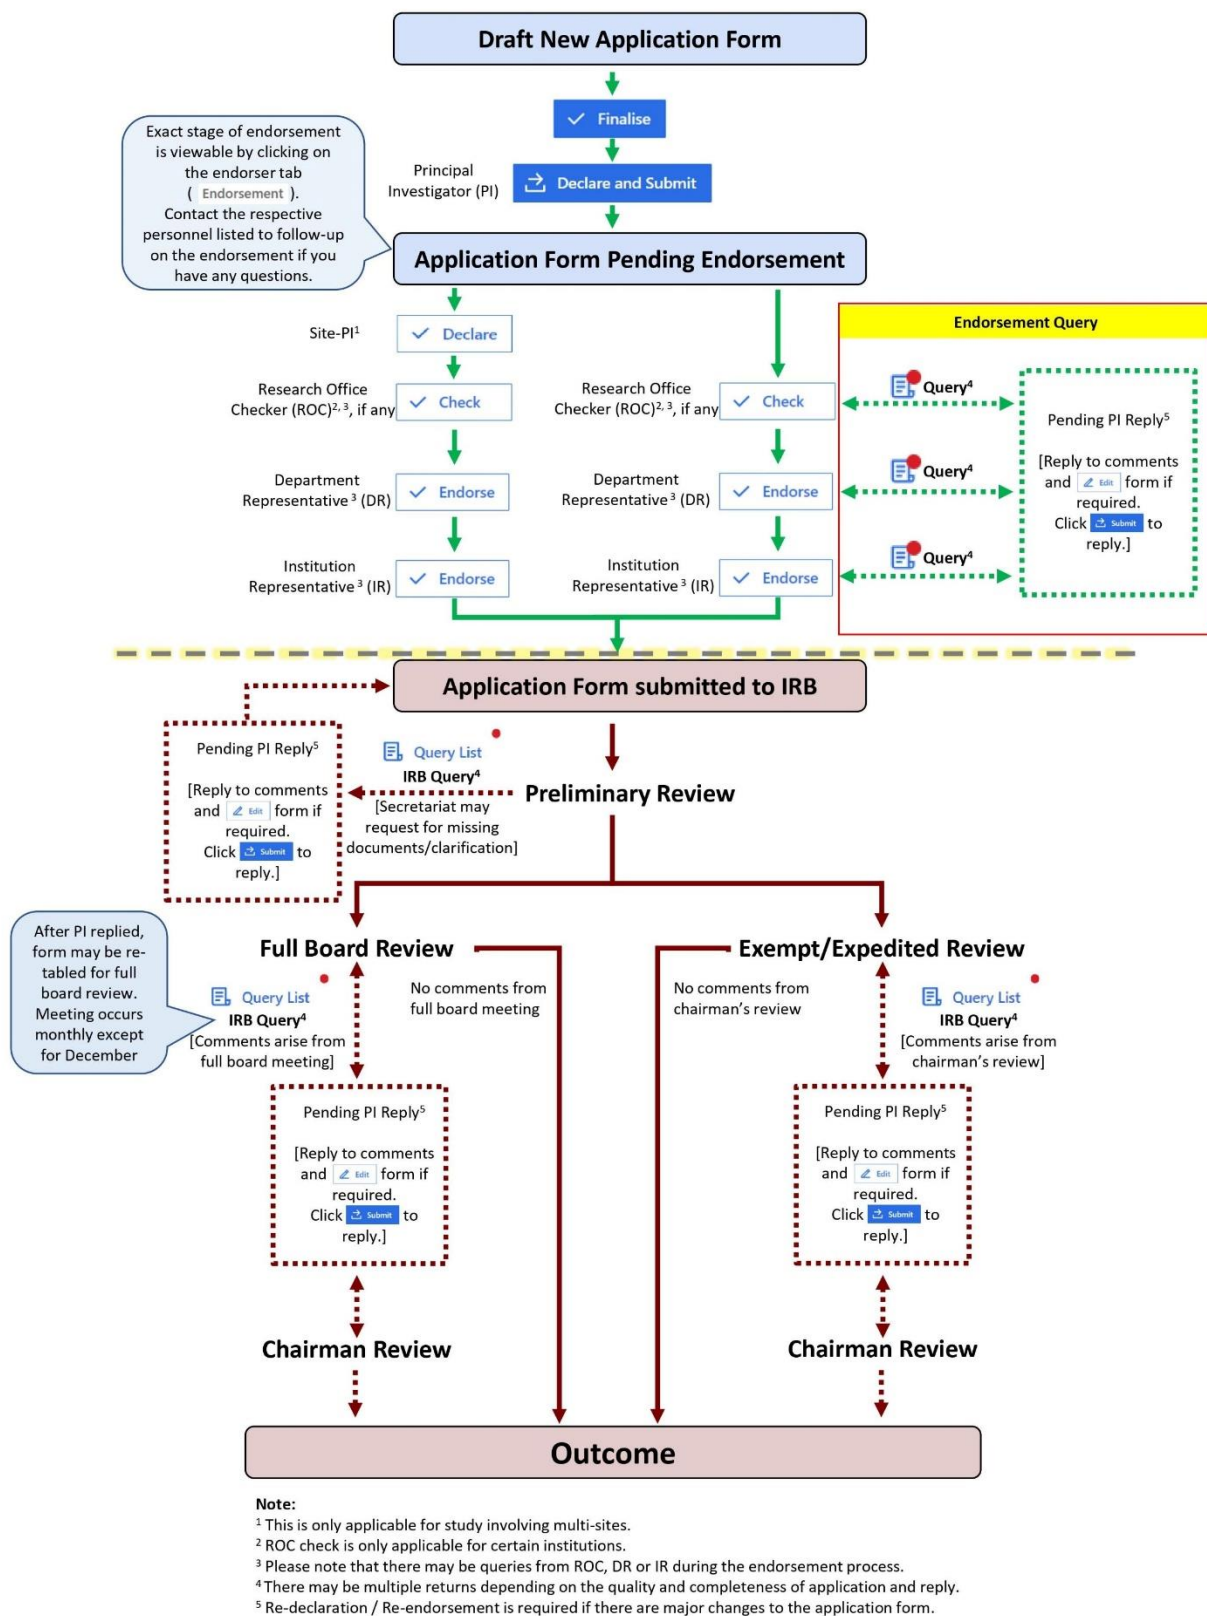 Draft New Application Form
Finalise
Principal
Investigator (PI)
Declare and Submit
Exact stage of endorsement
is viewable by clicking on
the endorser tab
( Endorsement ).
Contact the respective
personnel listed to follow-up
on the endorsement if you
have any questions.
Application Form Pending Endorsement
Site-PI¹
Declare
Research Office
Checker (ROC)²,³, if any
Check
Department
Representative³ (DR)
Endorse
Institution
Representative³ (IR)
Endorse
Research Office
Checker (ROC)²,³, if any
Check
Department
Representative³ (DR)
Endorse
Institution
Representative³ (IR)
Endorse
Endorsement Query
Query⁴
Query⁴
Query⁴
Pending PI Reply⁵
[Reply to comments
and Edit form if
required.
Click Submit to
reply.]
Application Form submitted to IRB
Pending PI Reply⁵
[Reply to comments
and Edit form if
required.
Click Submit to
reply.]
Query List
IRB Query⁴
[Secretariat may
request for missing
documents/clarification]
Preliminary Review
After PI replied,
form may be re-
tabled for full
board review.
Meeting occurs
monthly except
for December
Full Board Review
Query List
IRB Query⁴
[Comments arise from
full board meeting]
No comments from
full board meeting
Exempt/Expedited Review
No comments from
chairman’s review
Query List
IRB Query⁴
[Comments arise from
chairman’s review]
Pending PI Reply⁵
[Reply to comments
and Edit form if
required.
Click Submit to
reply.]
Pending PI Reply⁵
[Reply to comments
and Edit form if
required.
Click Submit to
reply.]
Chairman Review
Chairman Review
Outcome
Note:
¹ This is only applicable for study involving multi-sites.
² ROC check is only applicable for certain institutions.
³ Please note that there may be queries from ROC, DR or IR during the endorsement process.
⁴ There may be multiple returns depending on the quality and completeness of application and reply.
⁵ Re-declaration / Re-endorsement is required if there are major changes to the application form.